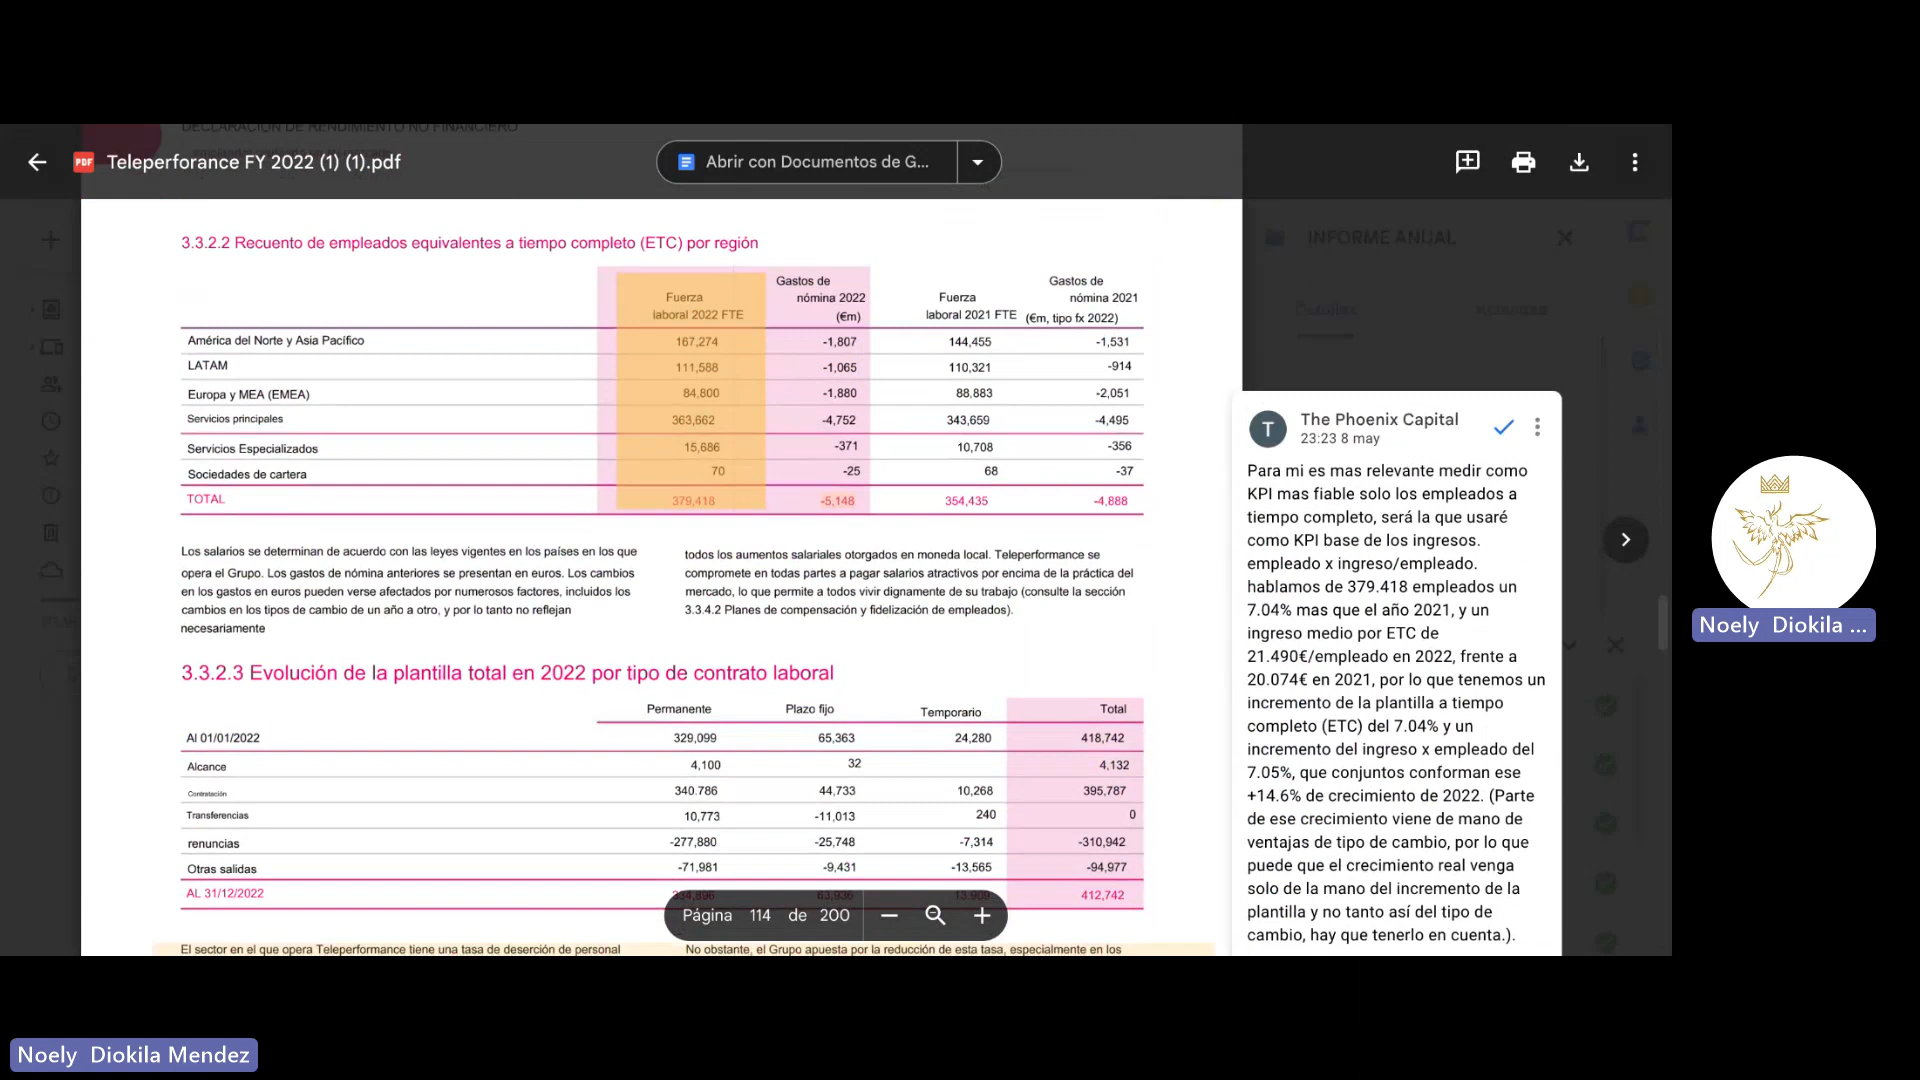 DECLARACIÓN DE RENDIMIENTO NO FINANCIERO
PDF Teleperforance FY 2022 (1) (1).pdf
Abrir con Documentos de G...
INFORME ANUAL
3.3.2.2 Recuento de empleados equivalentes a tiempo completo (ETC) por región
Fuerza laboral 2022 FTE Gastos de nómina 2022 (€m) Fuerza laboral 2021 FTE Gastos de nómina 2021 (€m, tipo fx 2022)
América del Norte y Asia Pacífico 167,274 -1,807 144,455 -1,531
LATAM 111,588 -1,065 110,321 -914
Europa y MEA (EMEA) 84,800 -1,880 88,883 -2,051
Servicios principales 363,662 -4,752 343,659 -4,495
Servicios Especializados 15,686 -371 10,708 -356
Sociedades de cartera 70 -25 68 -37
TOTAL 379,418 -5,148 354,435 -4,888
Los salarios se determinan de acuerdo con las leyes vigentes en los países en los que
opera el Grupo. Los gastos de nómina anteriores se presentan en euros. Los cambios
en los gastos en euros pueden verse afectados por numerosos factores, incluidos los
cambios en los tipos de cambio de un año a otro, y por lo tanto no reflejan
necesariamente
todos los aumentos salariales otorgados en moneda local. Teleperformance se
compromete en todas partes a pagar salarios atractivos por encima de la práctica del
mercado, lo que permite a todos vivir dignamente de su trabajo (consulte la sección
3.3.4.2 Planes de compensación y fidelización de empleados).
3.3.2.3 Evolución de la plantilla total en 2022 por tipo de contrato laboral
Permanente Plazo fijo Temporario Total
Al 01/01/2022 329,099 65,363 24,280 418,742
Alcance 4,100 32 4,132
Contratación 340.786 44,733 10,268 395,787
Transferencias 10,773 -11,013 240 0
renuncias -277,880 -25,748 -7,314 -310,942
Otras salidas -71,981 -9,431 -13,565 -94,977
AL 31/12/2022 334,896 63,936 13.909 412,742
Página 114 de 200
El sector en el que opera Teleperformance tiene una tasa de deserción de personal
No obstante, el Grupo apuesta por la reducción de esta tasa, especialmente en los
T The Phoenix Capital
23:23 8 may
Para mi es mas relevante medir como
KPI mas fiable solo los empleados a
tiempo completo, será la que usaré
como KPI base de los ingresos.
empleado x ingreso/empleado.
hablamos de 379.418 empleados un
7.04% mas que el año 2021, y un
ingreso medio por ETC de
21.490€/empleado en 2022, frente a
20.074€ en 2021, por lo que tenemos un
incremento de la plantilla a tiempo
completo (ETC) del 7.04% y un
incremento del ingreso x empleado del
7.05%, que conjuntos conforman ese
+14.6% de crecimiento de 2022. (Parte
de ese crecimiento viene de mano de
ventajas de tipo de cambio, por lo que
puede que el crecimiento real venga
solo de la mano del incremento de la
plantilla y no tanto así del tipo de
cambio, hay que tenerlo en cuenta.).
Noely Diokila ...
Noely Diokila Mendez